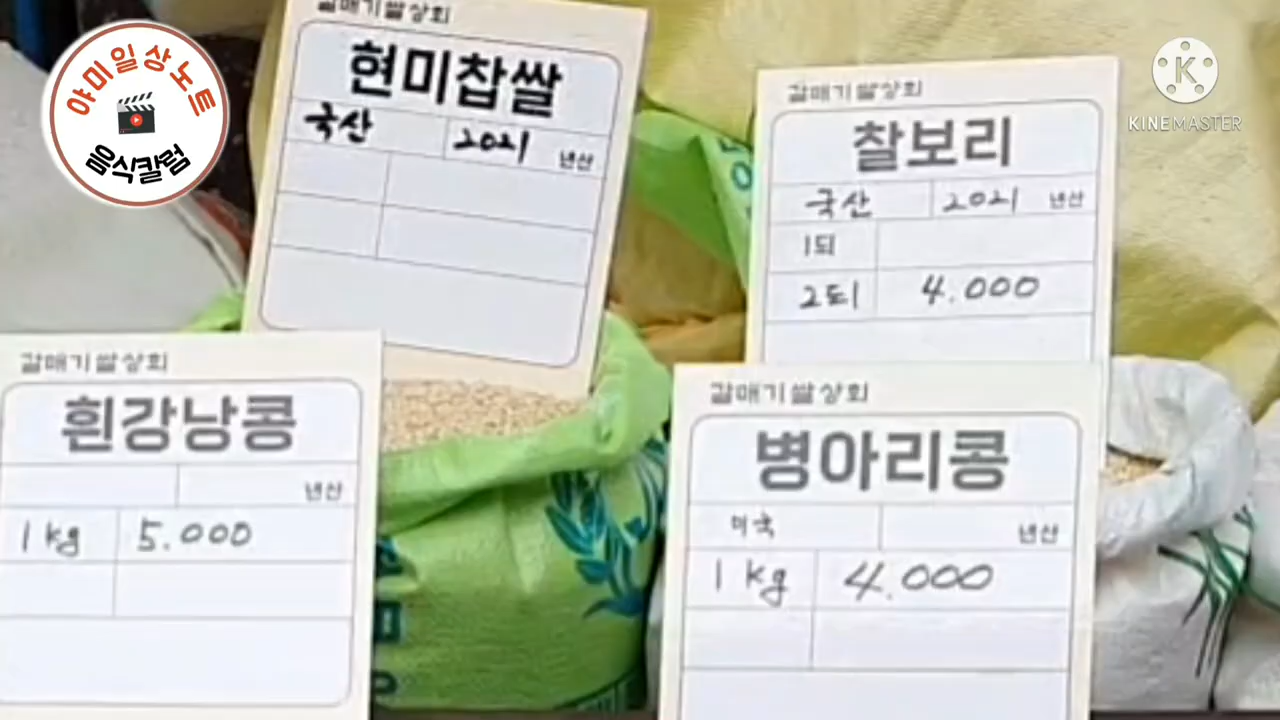 야미일상노트
음식칼럼
KINEMASTER
갈매기쌀상회
현미찹쌀
국산 2021 년산
갈매기쌀상회
찰보리
국산 2021 년산
1되
2되 4.000
갈매기쌀상회
흰강낭콩
년산
1kg 5.000
갈매기쌀상회
병아리콩
미국 년산
1kg 4.000